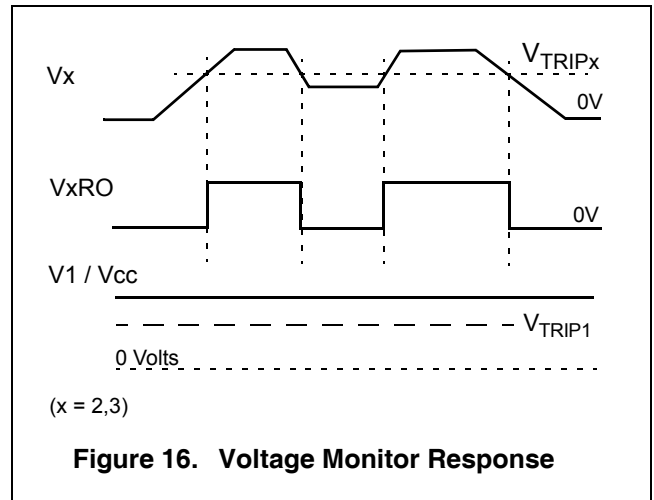 Vx
VTRIPx
0V
VxRO
0V
V1 / Vcc
VTRIP1
0 Volts
(x = 2,3)
Figure 16. Voltage Monitor Response